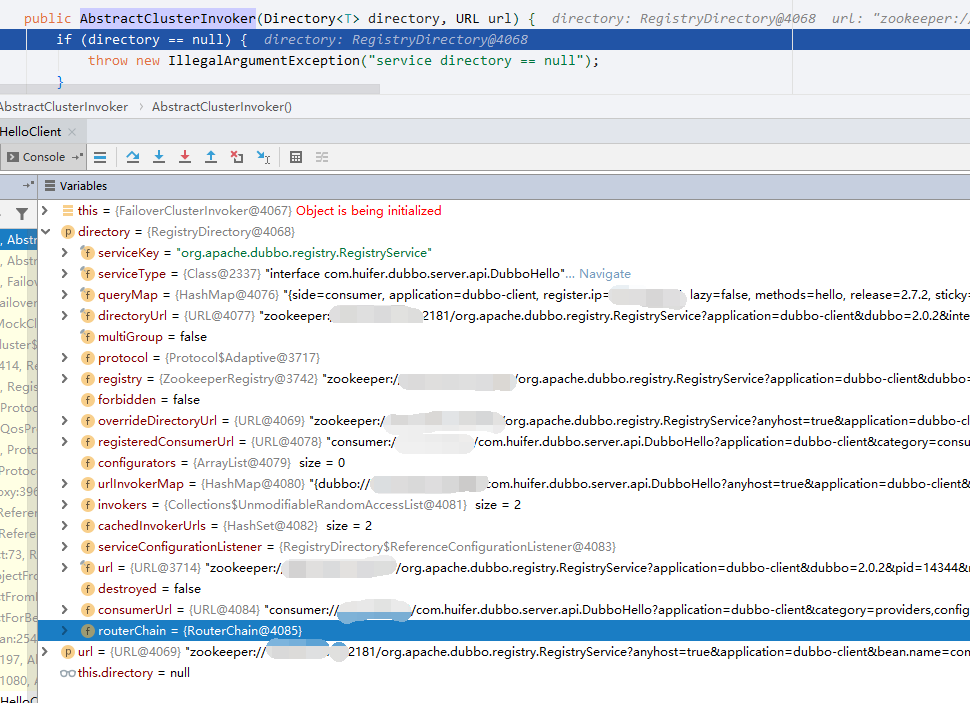 public AbstractClusterInvoker(Directory<T> directory, URL url) {  directory: RegistryDirectory@4068  url: "zookeeper:/
if (directory == null) {  directory: RegistryDirectory@4068
throw new IllegalArgumentException("service directory == null");
}
AbstractClusterInvoker › AbstractClusterInvoker()
HelloClient ×
Console
Variables
this = {FailoverClusterInvoker@4067} Object is being initialized
directory = {RegistryDirectory@4068}
serviceKey = "org.apache.dubbo.registry.RegistryService"
serviceType = {Class@2337} "interface com.huifer.dubbo.server.api.DubboHello"... Navigate
queryMap = {HashMap@4076} "{side=consumer, application=dubbo-client, register.ip= lazy=false, methods=hello, release=2.7.2, sticky=
directoryUrl = {URL@4077} "zookeeper: 2181/org.apache.dubbo.registry.RegistryService?application=dubbo-client&dubbo=2.0.2&inte
multiGroup = false
protocol = {Protocol$Adaptive@3717}
registry = {ZookeeperRegistry@3742} "zookeeper:// /org.apache.dubbo.registry.RegistryService?application=dubbo-client&dubbo=
forbidden = false
overrideDirectoryUrl = {URL@4069} "zookeeper:/ org.apache.dubbo.registry.RegistryService?anyhost=true&application=dubbo-cl
registeredConsumerUrl = {URL@4078} "consumer:/ /com.huifer.dubbo.server.api.DubboHello?application=dubbo-client&category=consu
configurators = {ArrayList@4079}  size = 0
urlInvokerMap = {HashMap@4080} "{dubbo:// com.huifer.dubbo.server.api.DubboHello?anyhost=true&application=dubbo-client&
invokers = {Collections$UnmodifiableRandomAccessList@4081}  size = 2
cachedInvokerUrls = {HashSet@4082}  size = 2
serviceConfigurationListener = {RegistryDirectory$ReferenceConfigurationListener@4083}
url = {URL@3714} "zookeeper:/ /org.apache.dubbo.registry.RegistryService?application=dubbo-client&dubbo=2.0.2&pid=14344&
destroyed = false
consumerUrl = {URL@4084} "consumer:// /com.huifer.dubbo.server.api.DubboHello?application=dubbo-client&category=providers,config
routerChain = {RouterChain@4085}
url = {URL@4069} "zookeeper:// 2181/org.apache.dubbo.registry.RegistryService?anyhost=true&application=dubbo-client&bean.name=com
this.directory = null